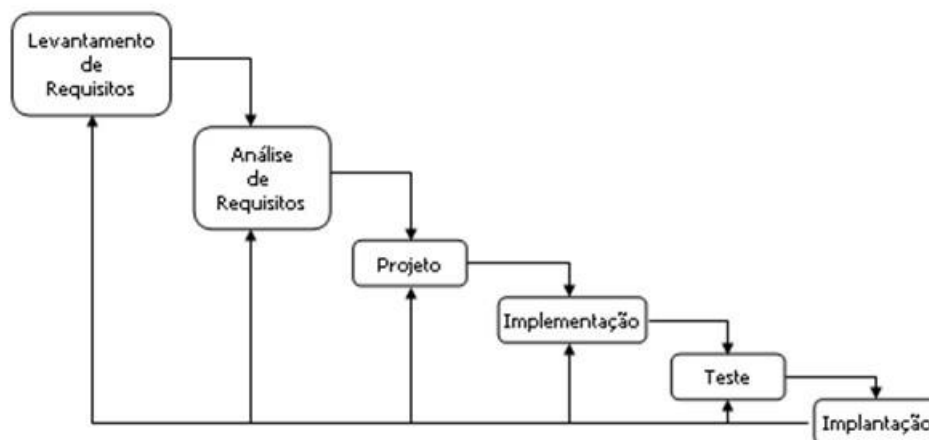 Levantamento
de
Requisitos
Análise
de
Requisitos
Projeto
Implementação
Teste
Implantação